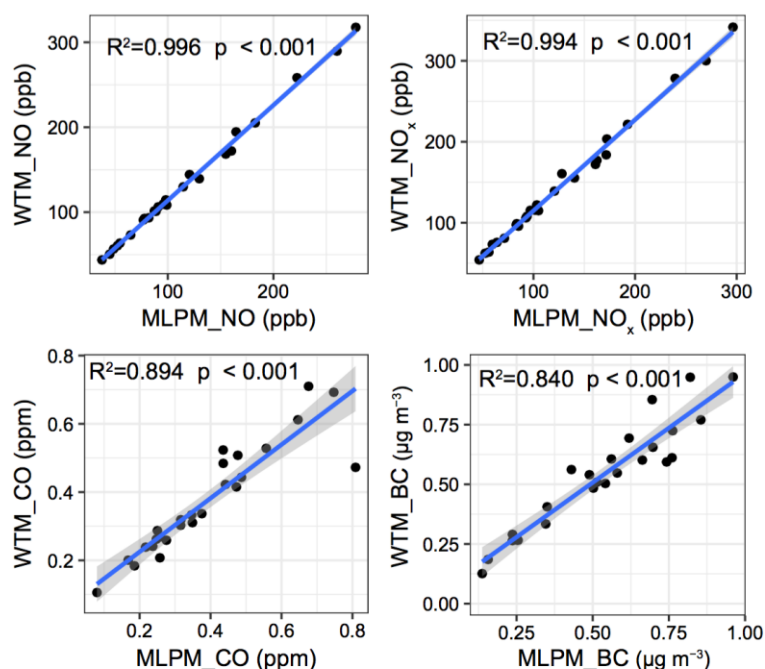 R²=0.996 p < 0.001
300
200
100
WTM_NO (ppb)
100
200
MLPM_NO (ppb)
R²=0.994 p < 0.001
300
200
100
WTM_NOₓ (ppb)
100
200
300
MLPM_NOₓ (ppb)
R²=0.894 p < 0.001
0.8
0.6
0.4
0.2
WTM_CO (ppm)
0.2
0.4
0.6
0.8
MLPM_CO (ppm)
R²=0.840 p < 0.001
1.00
0.75
0.50
0.25
0.00
WTM_BC (µg m⁻³)
0.25
0.50
0.75
1.00
MLPM_BC (µg m⁻³)